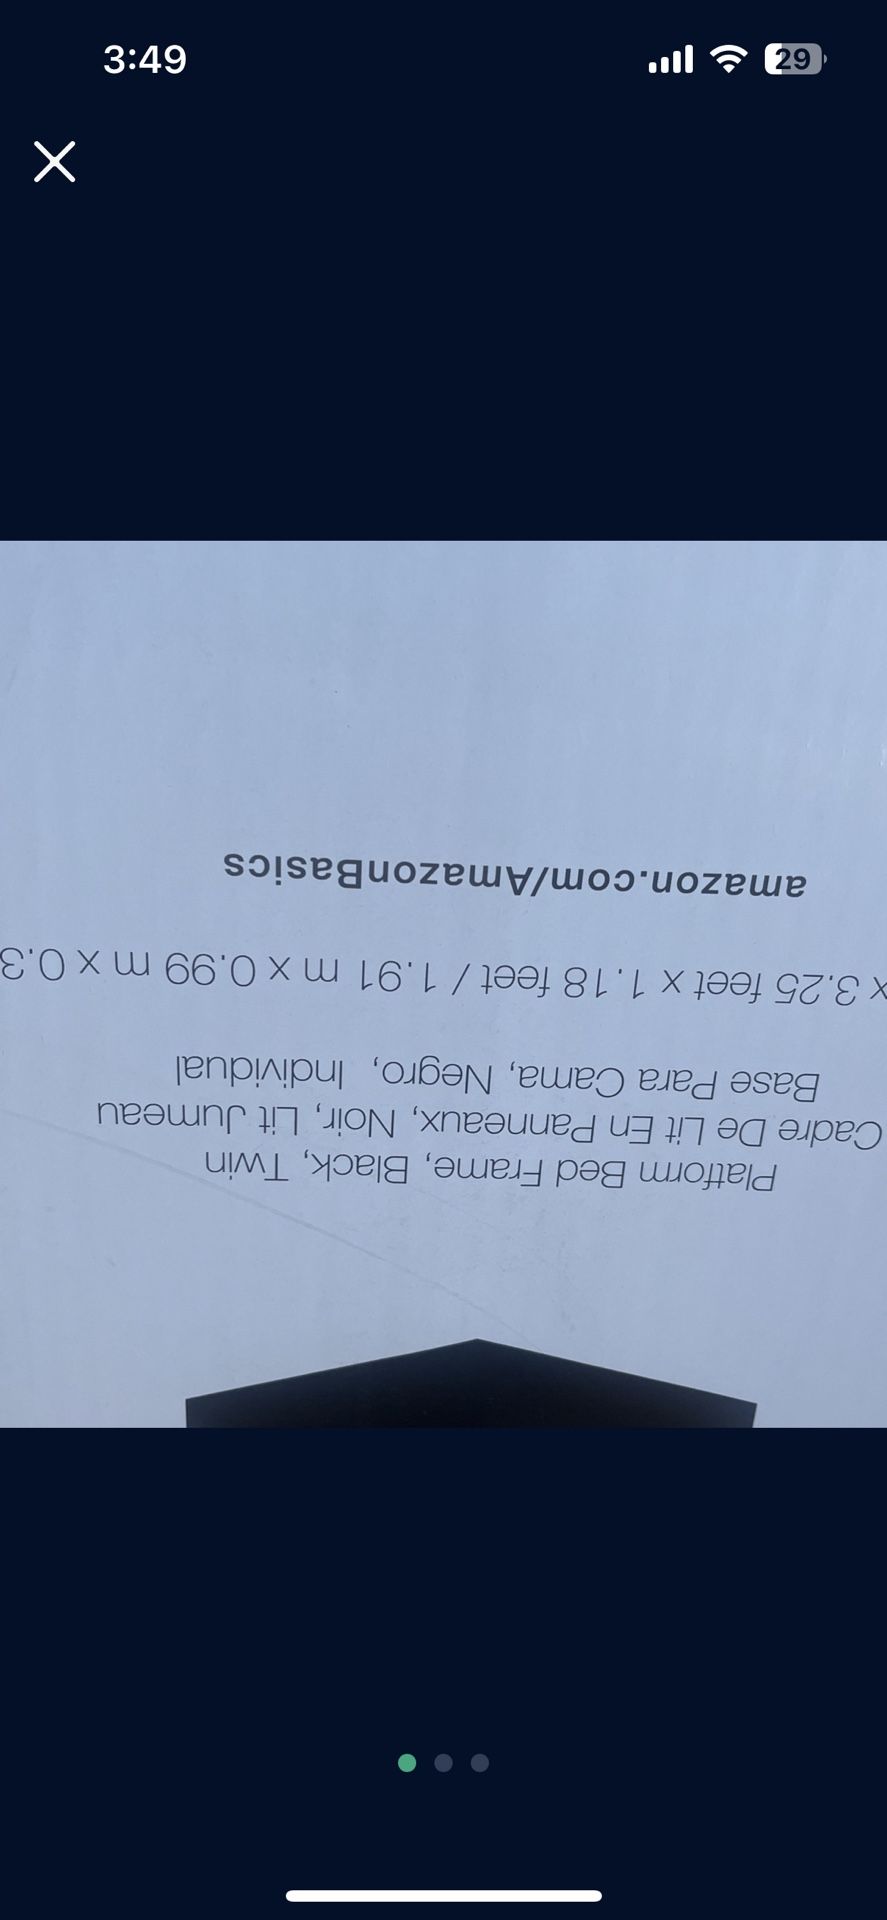 3:49
29
Platform Bed Frame, Black, Twin
Cadre De Lit En Panneaux, Noir, Lit Jumeau
Base Para Cama, Negro, Individual
x 3.25 feet x 1.18 feet / 1.91 m x 0.99 m x 0.3
amazon.com/AmazonBasics